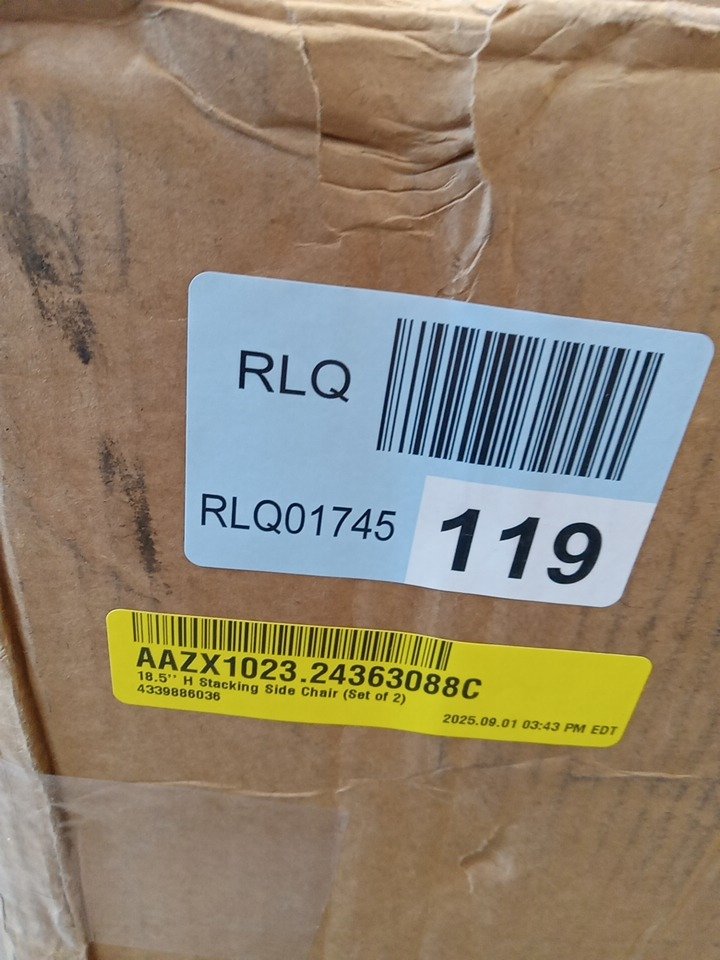 RLQ
RLQ01745 119
AAZX1023.24363088C
18.5'' H Stacking Side Chair (Set of 2)
4339886036
2025.09.01 03:43 PM EDT